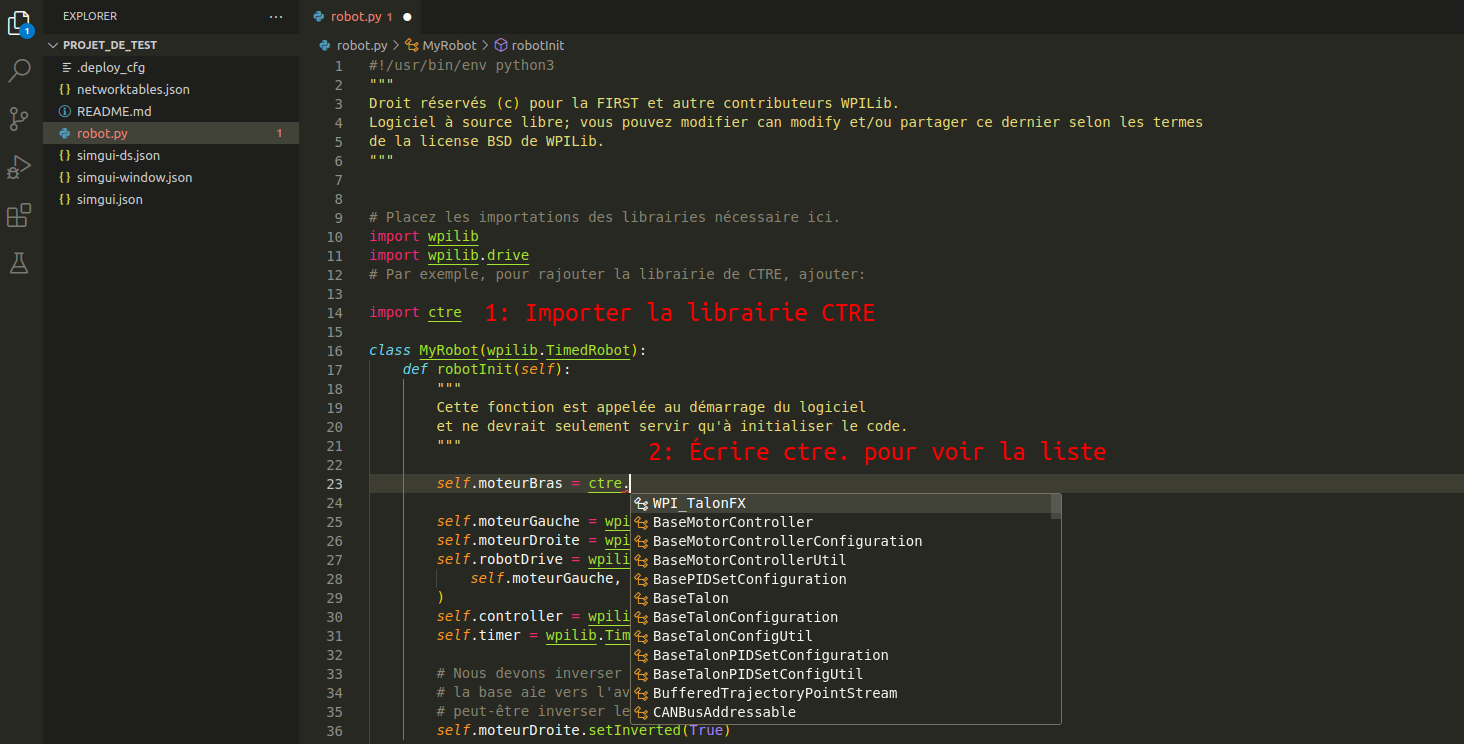 EXPLORER ···
PROJET_DE_TEST
.deploy_cfg
{} networktables.json
README.md
robot.py 1
{} simgui-ds.json
{} simgui-window.json
{} simgui.json
1
robot.py 1 ●
robot.py > MyRobot > robotInit
1 #!/usr/bin/env python3
2 """
3 Droit réservés (c) pour la FIRST et autre contributeurs WPILib.
4 Logiciel à source libre; vous pouvez modifier can modify et/ou partager ce dernier selon les termes
5 de la license BSD de WPILib.
6 """
7
8
9 # Placez les importations des librairies nécessaire ici.
10 import wpilib
11 import wpilib.drive
12 # Par exemple, pour rajouter la librairie de CTRE, ajouter:
13
14 import ctre 1: Importer la librairie CTRE
15
16 class MyRobot(wpilib.TimedRobot):
17 def robotInit(self):
18 """
19 Cette fonction est appelée au démarrage du logiciel
20 et ne devrait seulement servir qu'à initialiser le code.
21 """
2: Écrire ctre. pour voir la liste
22
23 self.moteurBras = ctre.
24
25 self.moteurGauche = wpi
26 self.moteurDroite = wpi
27 self.robotDrive = wpili
28 self.moteurGauche,
29 )
30 self.controller = wpili
31 self.timer = wpilib.Tim
32
33 # Nous devons inverser
34 # la base aie vers l'av
35 # peut-être inverser le
36 self.moteurDroite.setInverted(True)
WPI_TalonFX
BaseMotorController
BaseMotorControllerConfiguration
BaseMotorControllerUtil
BasePIDSetConfiguration
BaseTalon
BaseTalonConfiguration
BaseTalonConfigUtil
BaseTalonPIDSetConfiguration
BaseTalonPIDSetConfigUtil
BufferedTrajectoryPointStream
CANBusAddressable